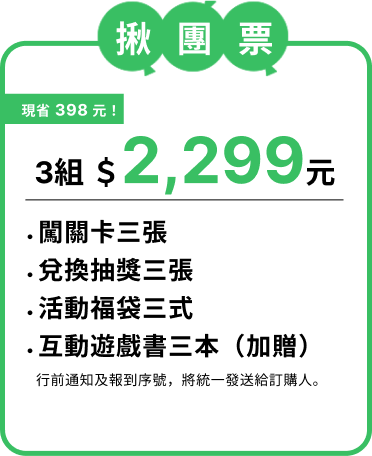 揪團票
現省 398 元！
3組 $2,299元
・闖關卡三張
・兌換抽獎三張
・活動福袋三式
・互動遊戲書三本（加贈）
行前通知及報到序號，將統一發送給訂購人。